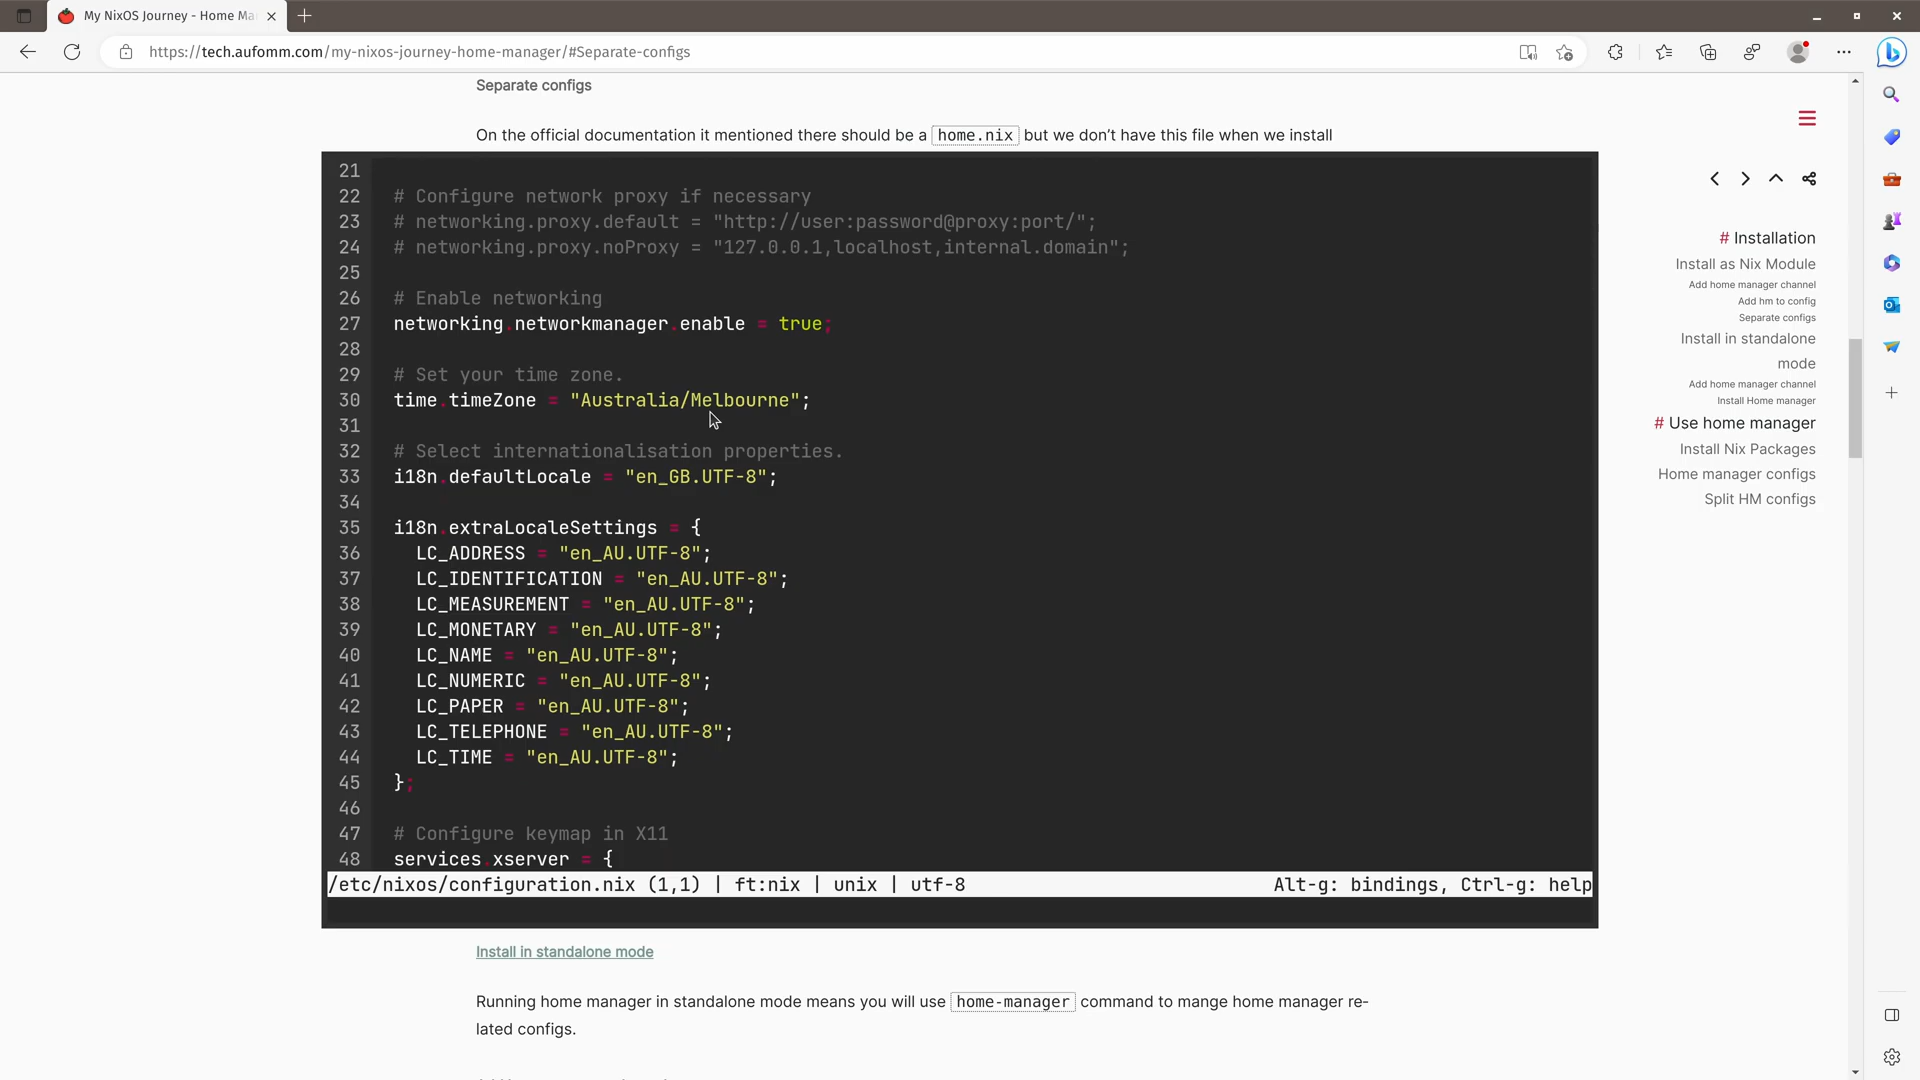 My NixOS Journey - Home Ma
https://tech.aufomm.com/my-nixos-journey-home-manager/#Separate-configs
Separate configs
On the official documentation it mentioned there should be a home.nix but we don't have this file when we install
21
22 # Configure network proxy if necessary
23 # networking.proxy.default = "http://user:password@proxy:port/";
24 # networking.proxy.noProxy = "127.0.0.1,localhost,internal.domain";
25
26 # Enable networking
27 networking.networkmanager.enable = true;
28
29 # Set your time zone.
30 time.timeZone = "Australia/Melbourne";
31
32 # Select internationalisation properties.
33 i18n.defaultLocale = "en_GB.UTF-8";
34
35 i18n.extraLocaleSettings = {
36 LC_ADDRESS = "en_AU.UTF-8";
37 LC_IDENTIFICATION = "en_AU.UTF-8";
38 LC_MEASUREMENT = "en_AU.UTF-8";
39 LC_MONETARY = "en_AU.UTF-8";
40 LC_NAME = "en_AU.UTF-8";
41 LC_NUMERIC = "en_AU.UTF-8";
42 LC_PAPER = "en_AU.UTF-8";
43 LC_TELEPHONE = "en_AU.UTF-8";
44 LC_TIME = "en_AU.UTF-8";
45 };
46
47 # Configure keymap in X11
48 services.xserver = {
/etc/nixos/configuration.nix (1,1) | ft:nix | unix | utf-8 Alt-g: bindings, Ctrl-g: help
Install in standalone mode
Running home manager in standalone mode means you will use home-manager command to mange home manager re-
lated configs.
# Installation
Install as Nix Module
Add home manager channel
Add hm to config
Separate configs
Install in standalone
mode
Add home manager channel
Install Home manager
# Use home manager
Install Nix Packages
Home manager configs
Split HM configs